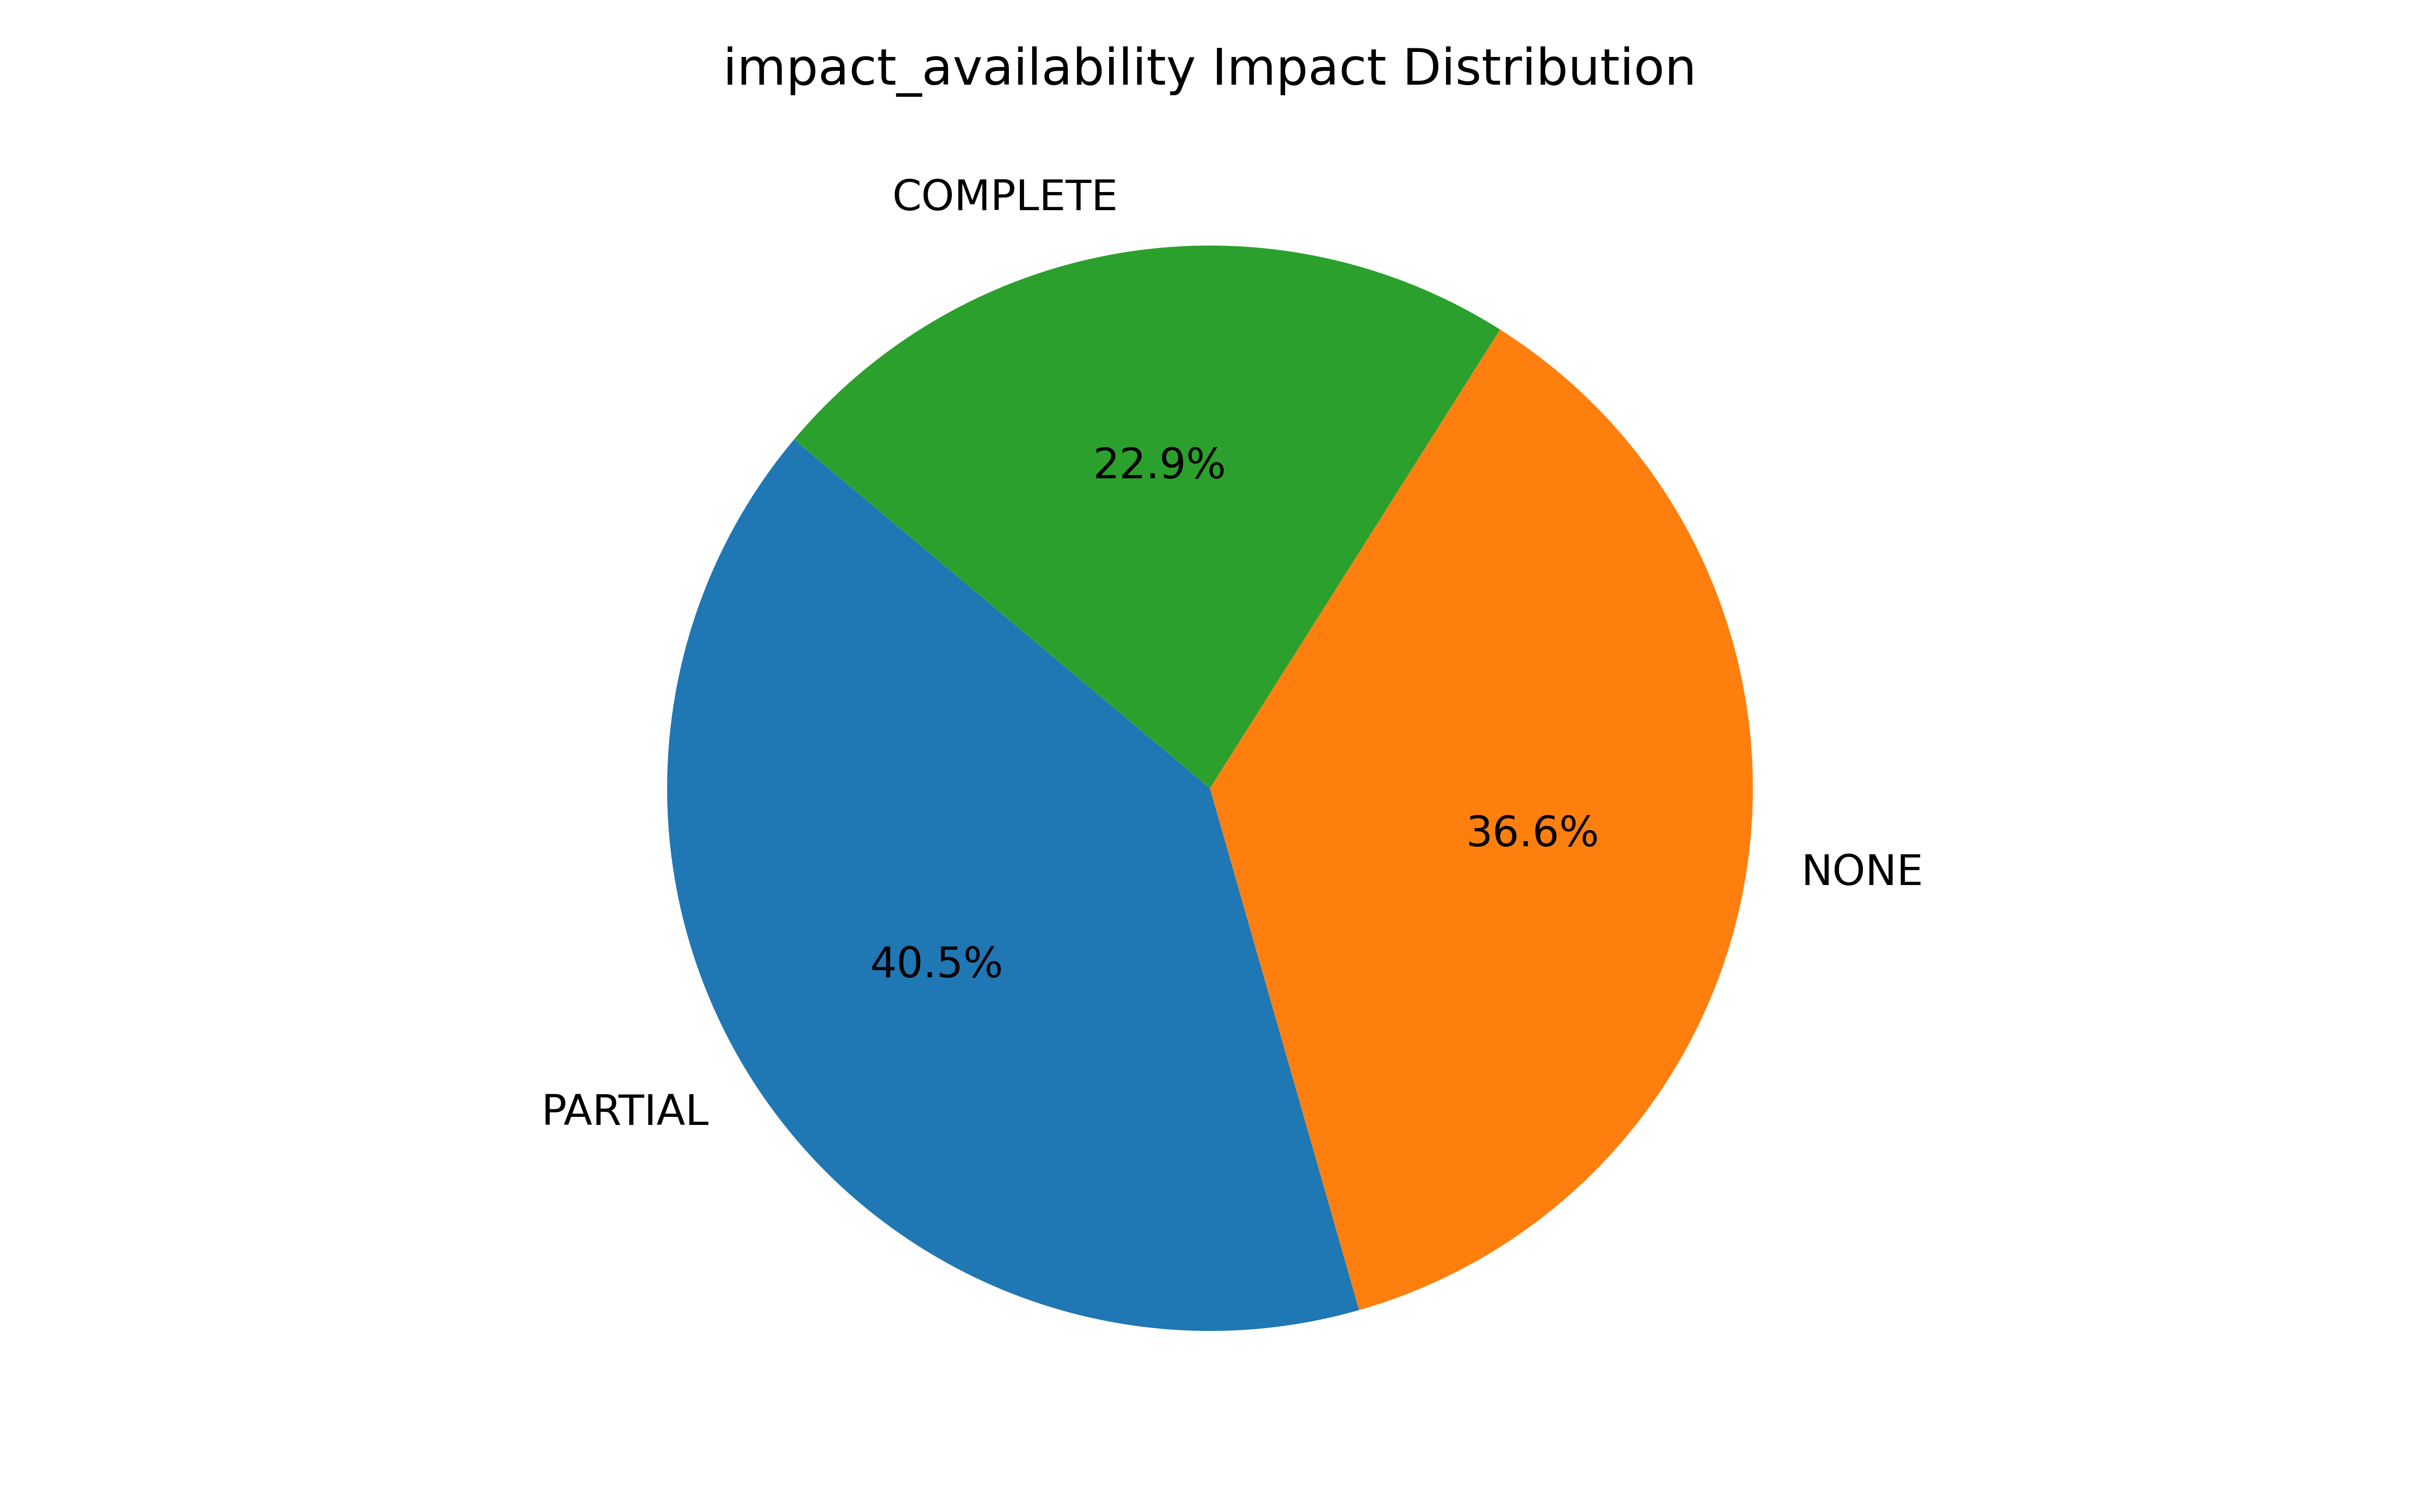 impact_availability Impact Distribution
COMPLETE
22.9%
36.6%
NONE
40.5%
PARTIAL